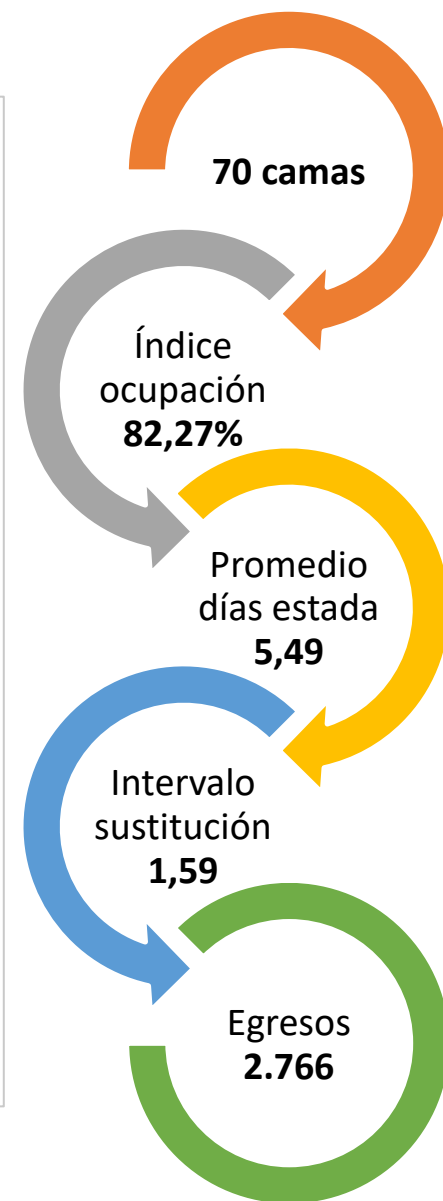 70 camas
Índice
ocupación
82,27%
Promedio
días estada
5,49
Intervalo
sustitución
1,59
Egresos
2.766